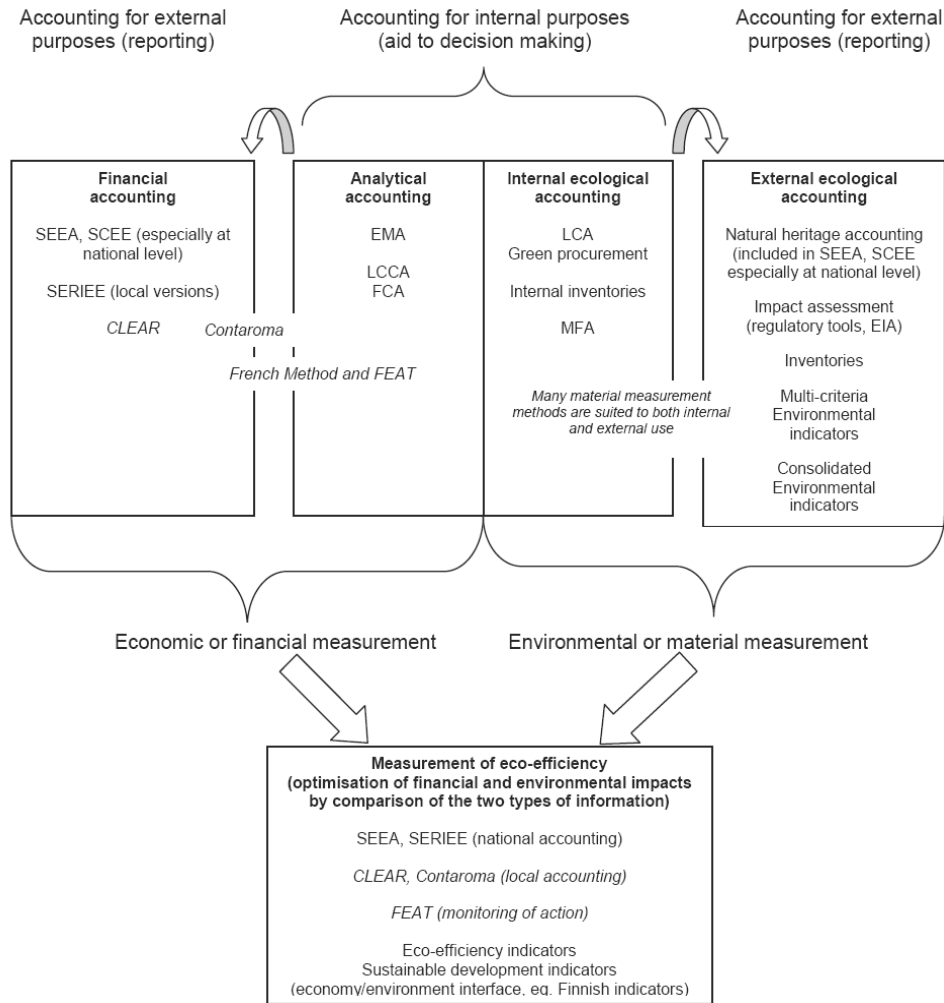 Accounting for external
purposes (reporting)
Accounting for internal purposes
(aid to decision making)
Accounting for external
purposes (reporting)
Financial
accounting
SEEA, SCEE (especially at
national level)
SERIEE (local versions)
CLEAR
Contaroma
French Method and FEAT
Analytical
accounting
EMA
LCCA
FCA
Internal ecological
accounting
LCA
Green procurement
Internal inventories
MFA
Many material measurement
methods are suited to both internal
and external use
External ecological
accounting
Natural heritage accounting
(included in SEEA, SCEE
especially at national level)
Impact assessment
(regulatory tools, EIA)
Inventories
Multi-criteria
Environmental
indicators
Consolidated
Environmental
indicators
Economic or financial measurement
Environmental or material measurement
Measurement of eco-efficiency
(optimisation of financial and environmental impacts
by comparison of the two types of information)
SEEA, SERIEE (national accounting)
CLEAR, Contaroma (local accounting)
FEAT (monitoring of action)
Eco-efficiency indicators
Sustainable development indicators
(economy/environment interface, eg. Finnish indicators)